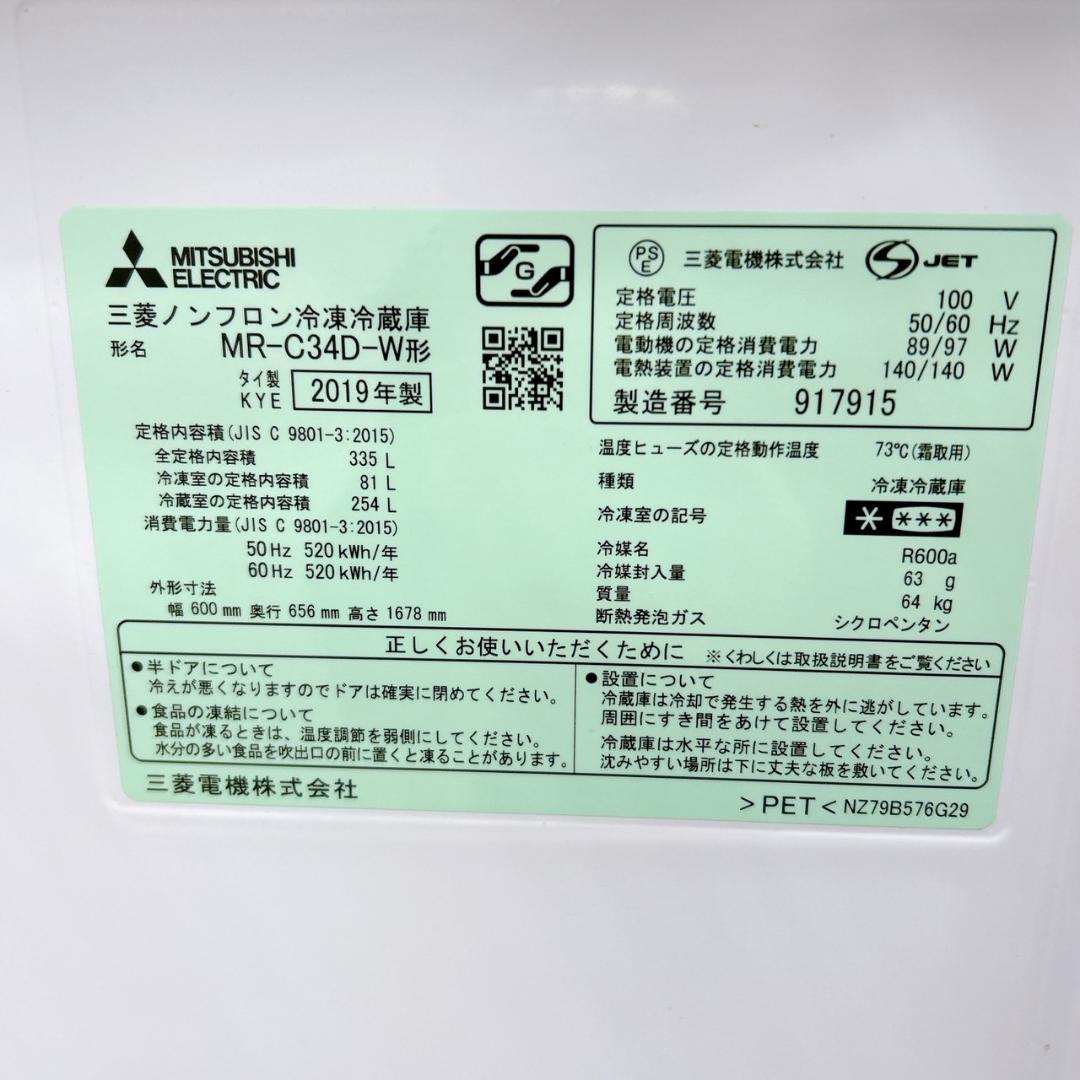 MITSUBISHI
ELECTRIC
三菱ノンフロン冷凍冷蔵庫
形名 MR-C34D-W形
タイ製
KYE 2019年製
G
定格内容積(JIS C 9801-3:2015)
全定格内容積 335 L
冷凍室の定格内容積 81 L
冷蔵室の定格内容積 254 L
消費電力量(JIS C 9801-3:2015)
50Hz 520kWh/年
60Hz 520kWh/年
外形寸法
幅 600mm 奥行 656mm 高さ 1678mm
PSE 三菱電機株式会社 JET
定格電圧 100 V
定格周波数 50/60 Hz
電動機の定格消費電力 89/97 W
電熱装置の定格消費電力 140/140 W
製造番号 917915
温度ヒューズの定格動作温度 73℃(霜取用)
種類 冷凍冷蔵庫
冷凍室の記号 * ***
冷媒名 R600a
冷媒封入量 63 g
質量 64 kg
断熱発泡ガス シクロペンタン
正しくお使いいただくために ※くわしくは取扱説明書をご覧ください
●半ドアについて
冷えが悪くなりますのでドアは確実に閉めてください。
●食品の凍結について
食品が凍るときは、温度調節を弱側にしてください。
水分の多い食品を吹出口の前に置くと凍ることがあります。
●設置について
冷蔵庫は冷却で発生する熱を外に逃がしています。
周囲にすき間をあけて設置してください。
冷蔵庫は水平な所に設置してください。
沈みやすい場所は下に丈夫な板を敷いてください。
三菱電機株式会社
>PET< NZ79B576G29